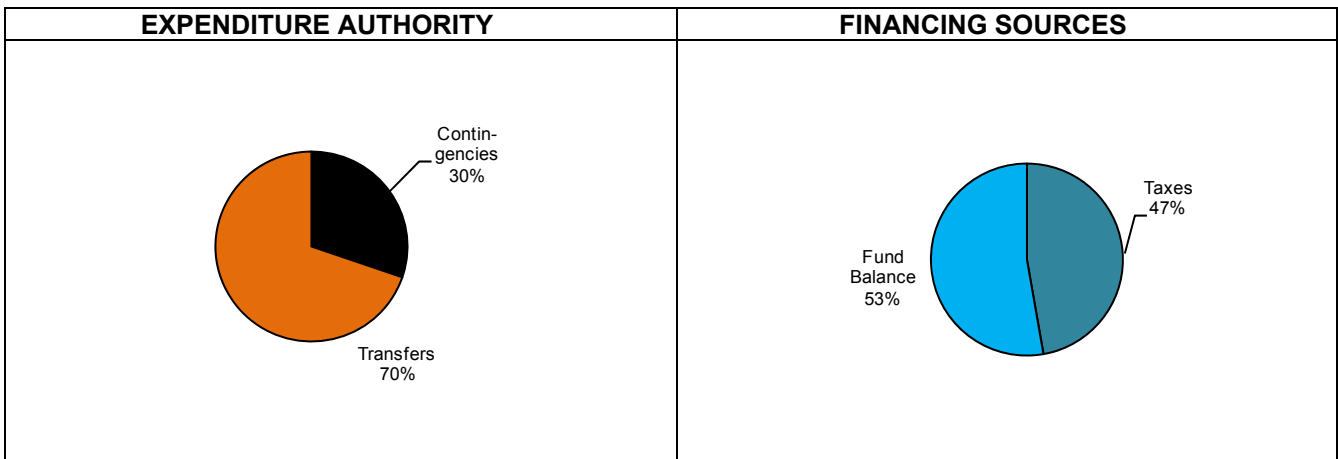 EXPENDITURE AUTHORITY
Contin-
gencies
30%
Transfers
70%
FINANCING SOURCES
Taxes
47%
Fund
Balance
53%